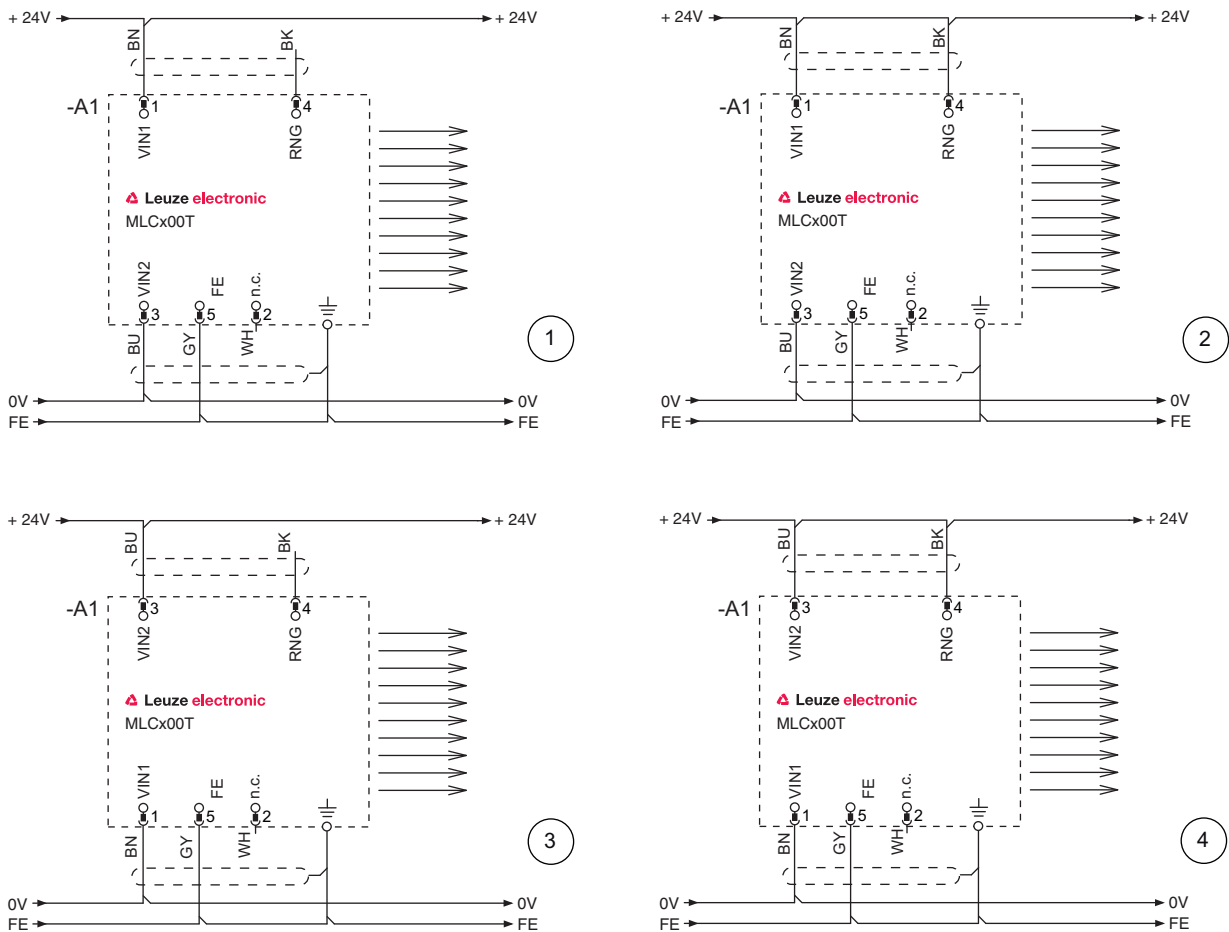 + 24V + 24V
BN BK
-A1 1 4
VIN1 RNG
Leuze electronic
MLCx00T
VIN2 FE n.c.
3 5 2
BU GY WH
1
0V 0V
FE FE
+ 24V + 24V
BN BK
-A1 1 4
VIN1 RNG
Leuze electronic
MLCx00T
VIN2 FE n.c.
3 5 2
BU GY WH
2
0V 0V
FE FE
+ 24V + 24V
BU BK
-A1 3 4
VIN2 RNG
Leuze electronic
MLCx00T
VIN1 FE n.c.
1 5 2
BN GY WH
3
0V 0V
FE FE
+ 24V + 24V
BU BK
-A1 3 4
VIN2 RNG
Leuze electronic
MLCx00T
VIN1 FE n.c.
1 5 2
BN GY WH
4
0V 0V
FE FE